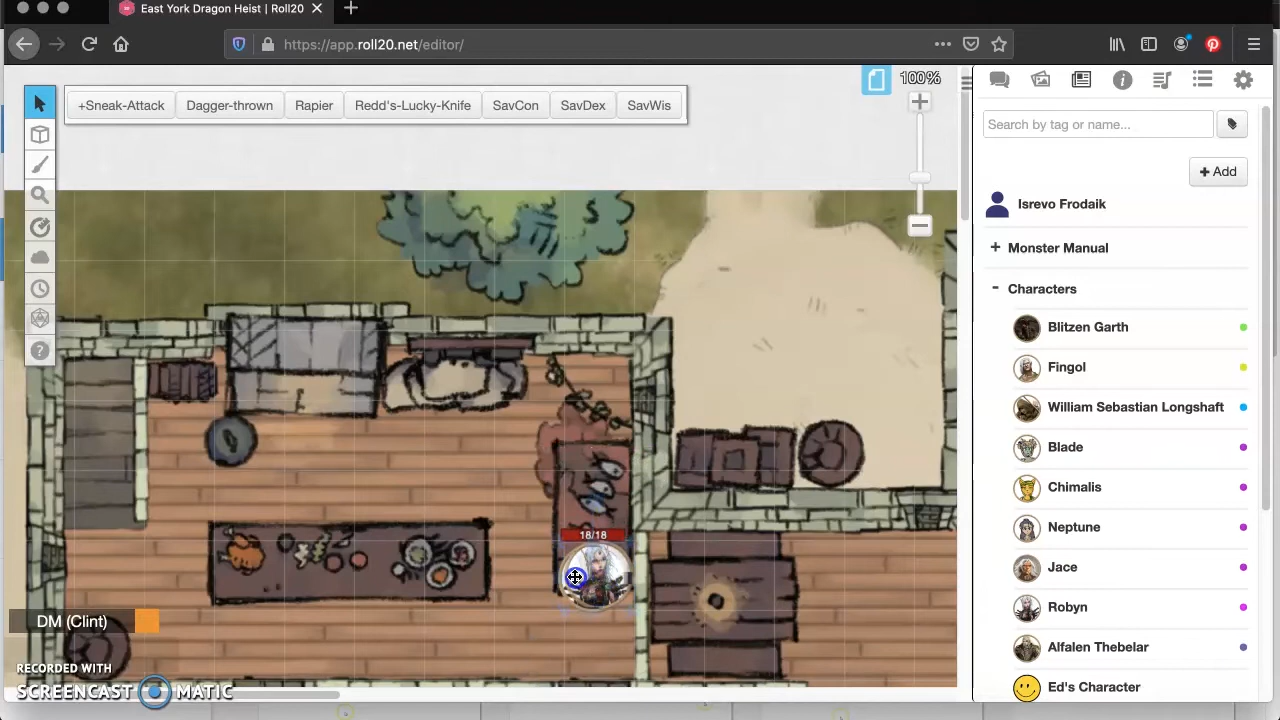 East York Dragon Heist | Roll20
https://app.roll20.net/editor/
+Sneak-Attack Dagger-thrown Rapier Redd's-Lucky-Knife SavCon SavDex SavWis
100%
Search by tag or name...
+ Add
Isrevo Frodaik
+ Monster Manual
- Characters
Blitzen Garth
Fingol
William Sebastian Longshaft
Blade
Chimalis
Neptune
Jace
Robyn
Alfalen Thebelar
Ed's Character
18/18
DM (Clint)
RECORDED WITH
SCREENCAST MATIC